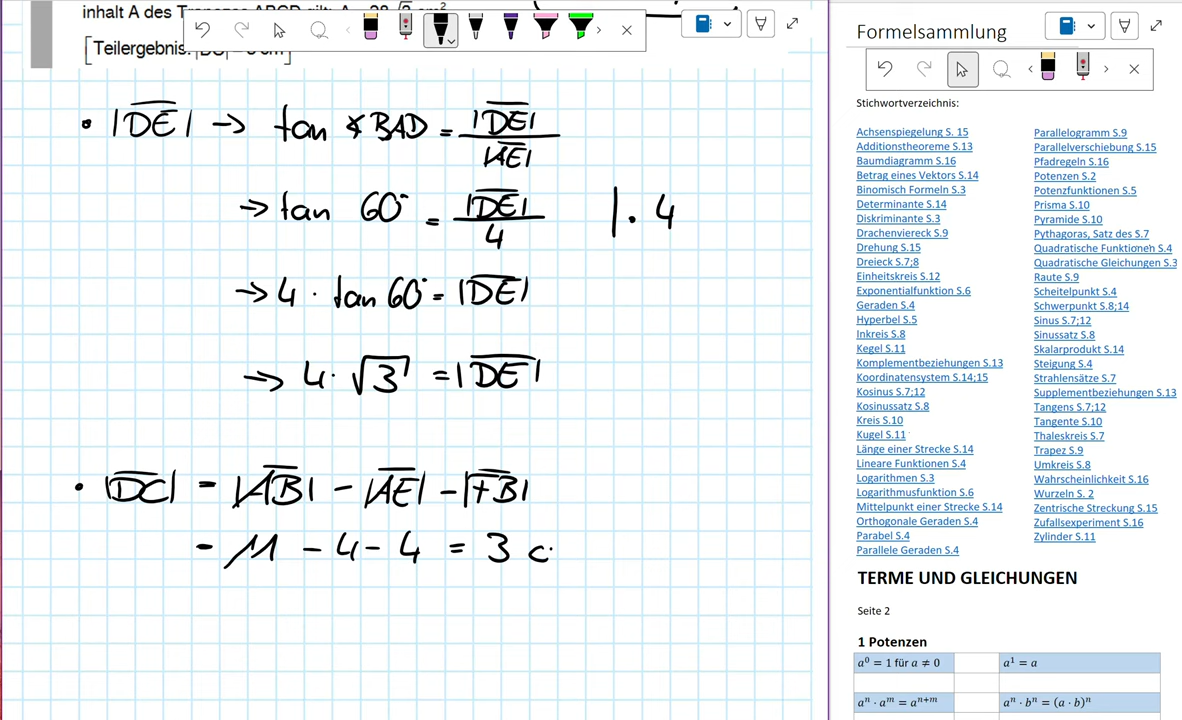 inhalt A des Trapezes ABCD gilt: A = 28 √3 cm²
Formelsammlung
[Teilergebnis:
Stichwortverzeichnis:
• |DE| → tan ∢ BAD = |DE| / |AE|
→ tan 60° = |DE| / 4 | · 4
→ 4 · tan 60° = |DE|
→ 4 · √3 = |DE|
• |DC| = |AB| - |AE| - |FB|
= 11 - 4 - 4 = 3 c
Achsenspiegelung S. 15
Additionstheoreme S.13
Baumdiagramm S.16
Betrag eines Vektors S.14
Binomisch Formeln S.3
Determinante S.14
Diskriminante S.3
Drachenviereck S.9
Drehung S.15
Dreieck S.7;8
Einheitskreis S.12
Exponentialfunktion S.6
Geraden S.4
Hyperbel S.5
Inkreis S.8
Kegel S.11
Komplementbeziehungen S.13
Koordinatensystem S.14;15
Kosinus S.7;12
Kosinussatz S.8
Kreis S.10
Kugel S.11
Länge einer Strecke S.14
Lineare Funktionen S.4
Logarithmen S.3
Logarithmusfunktion S.6
Mittelpunkt einer Strecke S.14
Orthogonale Geraden S.4
Parabel S.4
Parallele Geraden S.4
Parallelogramm S.9
Parallelverschiebung S.15
Pfadregeln S.16
Potenzen S.2
Potenzfunktionen S.5
Prisma S.10
Pyramide S.10
Pythagoras, Satz des S.7
Quadratische Funktionen S.4
Quadratische Gleichungen S.3
Raute S.9
Scheitelpunkt S.4
Schwerpunkt S.8;14
Sinus S.7;12
Sinussatz S.8
Skalarprodukt S.14
Steigung S.4
Strahlensätze S.7
Supplementbeziehungen S.13
Tangens S.7;12
Tangente S.10
Thaleskreis S.7
Trapez S.9
Umkreis S.8
Wahrscheinlichkeit S.16
Wurzeln S. 2
Zentrische Streckung S.15
Zufallsexperiment S.16
Zylinder S.11
TERME UND GLEICHUNGEN
Seite 2
1 Potenzen
a⁰ = 1 für a ≠ 0 a¹ = a
aⁿ · aᵐ = aⁿ⁺ᵐ aⁿ · bⁿ = (a · b)ⁿ